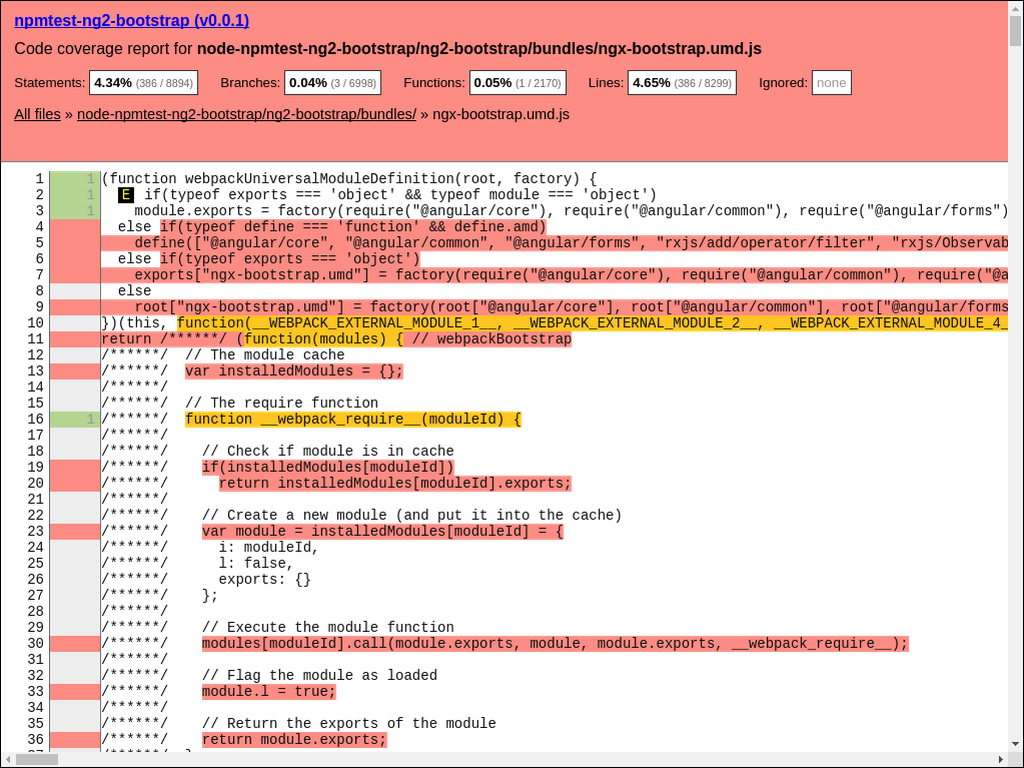 npmtest-ng2-bootstrap (v0.0.1)
Code coverage report for node-npmtest-ng2-bootstrap/ng2-bootstrap/bundles/ngx-bootstrap.umd.js
Statements: 4.34% (386 / 8894) Branches: 0.04% (3 / 6998) Functions: 0.05% (1 / 2170) Lines: 4.65% (386 / 8299) Ignored: none
All files » node-npmtest-ng2-bootstrap/ng2-bootstrap/bundles/ » ngx-bootstrap.umd.js
1 1 (function webpackUniversalModuleDefinition(root, factory) {
2 1 E if(typeof exports === 'object' && typeof module === 'object')
3 1 module.exports = factory(require("@angular/core"), require("@angular/common"), require("@angular/forms")
4 else if(typeof define === 'function' && define.amd)
5 define(["@angular/core", "@angular/common", "@angular/forms", "rxjs/add/operator/filter", "rxjs/Observab
6 else if(typeof exports === 'object')
7 exports["ngx-bootstrap.umd"] = factory(require("@angular/core"), require("@angular/common"), require("@a
8 else
9 root["ngx-bootstrap.umd"] = factory(root["@angular/core"], root["@angular/common"], root["@angular/forms
10 })(this, function(__WEBPACK_EXTERNAL_MODULE_1__, __WEBPACK_EXTERNAL_MODULE_2__, __WEBPACK_EXTERNAL_MODULE_4_
11 return /******/ (function(modules) { // webpackBootstrap
12 /******/ // The module cache
13 /******/ var installedModules = {};
14 /******/
15 /******/ // The require function
16 1 /******/ function __webpack_require__(moduleId) {
17 /******/
18 /******/ // Check if module is in cache
19 /******/ if(installedModules[moduleId])
20 /******/ return installedModules[moduleId].exports;
21 /******/
22 /******/ // Create a new module (and put it into the cache)
23 /******/ var module = installedModules[moduleId] = {
24 /******/ i: moduleId,
25 /******/ l: false,
26 /******/ exports: {}
27 /******/ };
28 /******/
29 /******/ // Execute the module function
30 /******/ modules[moduleId].call(module.exports, module, module.exports, __webpack_require__);
31 /******/
32 /******/ // Flag the module as loaded
33 /******/ module.l = true;
34 /******/
35 /******/ // Return the exports of the module
36 /******/ return module.exports;